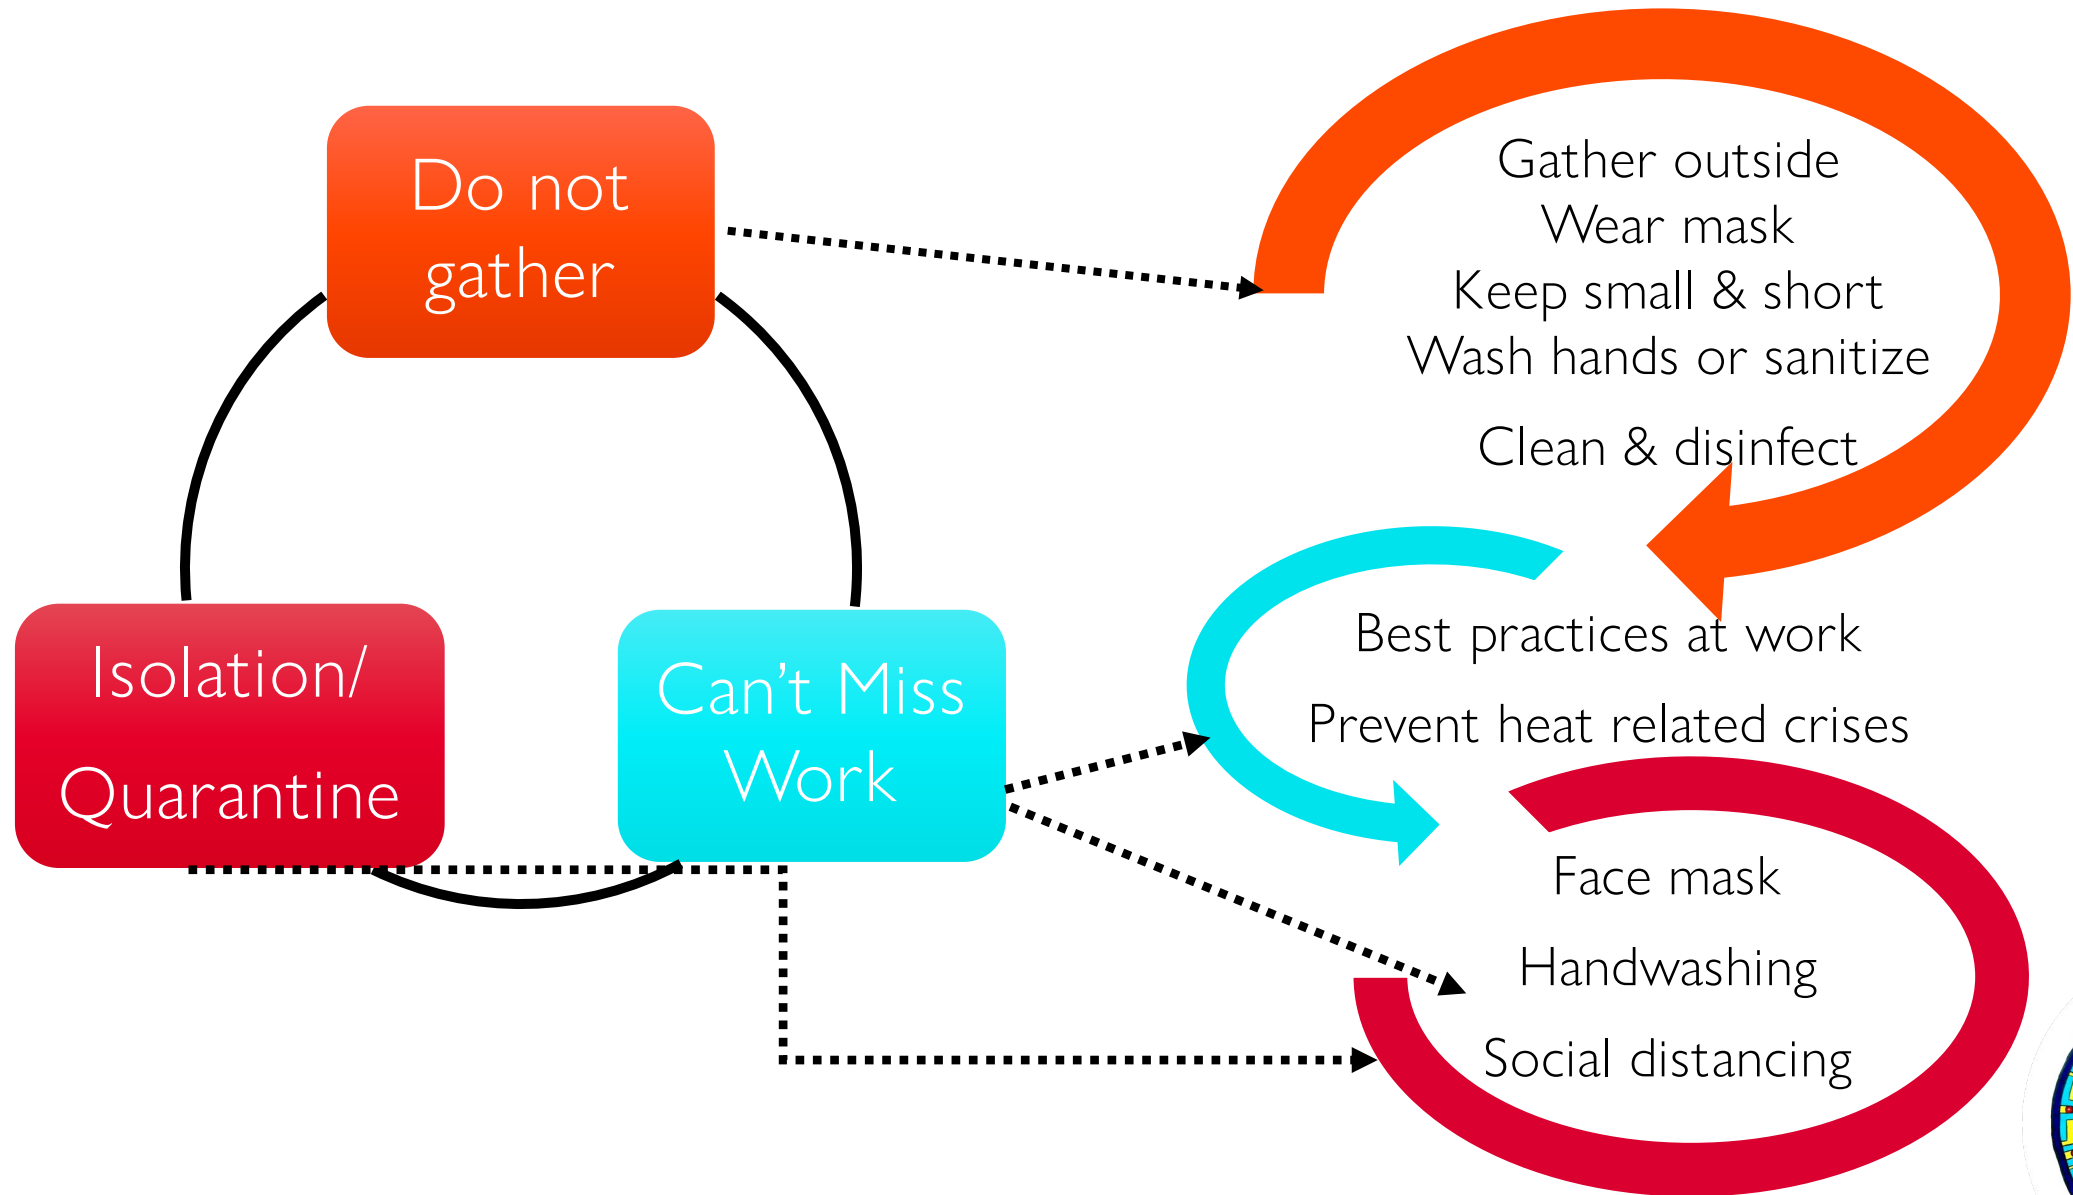 Do not
gather
Isolation/
Quarantine
Can't Miss
Work
Gather outside
Wear mask
Keep small & short
Wash hands or sanitize
Clean & disinfect
Best practices at work
Prevent heat related crises
Face mask
Handwashing
Social distancing